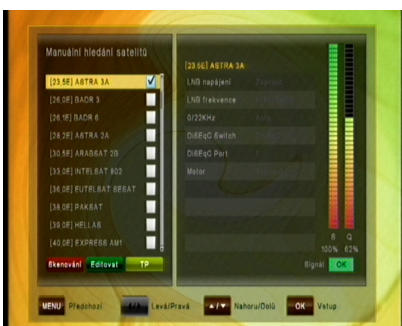 Manuální hledání satelitů
[23,5E] ASTRA 3A
[26,0E] BADR 3
[26,1E] BADR 6
[28,2E] ASTRA 2A
[30,5E] ARABSAT 2B
[33,0E] INTELSAT 802
[36,0E] EUTELSAT SESAT
[38,0E] PAKSAT
[39,0E] HELLAS
[40,0E] EXPRESS AM1
Skenování Editovat TP
[23.5E] ASTRA 3A
LNB napájení
LNB frekvence
0/22KHz
DiSEqC Switch
DiSEqC Port
Motor
S Q
100% 62%
Signál OK
MENU Předchozí Levá/Pravá ▲/▼ Nahoru/Dolů OK Vstup